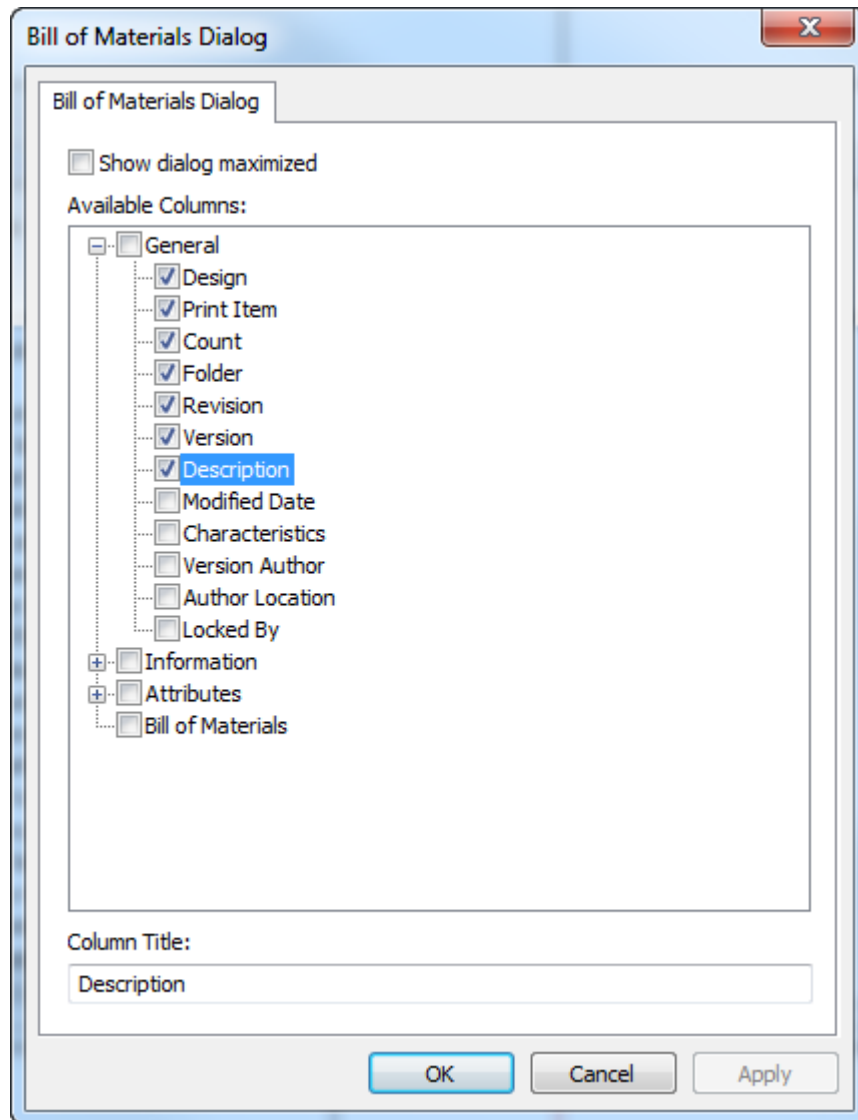 Bill of Materials Dialog
Bill of Materials Dialog
Show dialog maximized
Available Columns:
General
Design
Print Item
Count
Folder
Revision
Version
Description
Modified Date
Characteristics
Version Author
Author Location
Locked By
Information
Attributes
Bill of Materials
Column Title:
Description
OK Cancel Apply